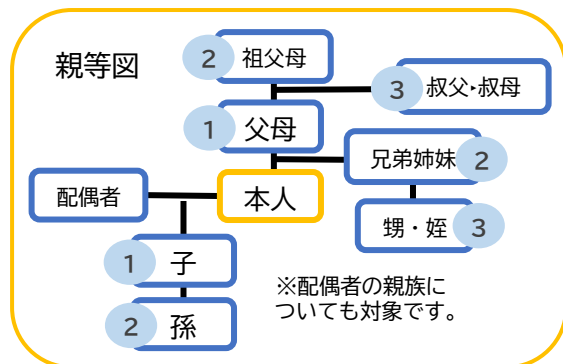 親等図
2 祖父母
3 叔父・叔母
1 父母
兄弟姉妹 2
配偶者
本人
甥・姪 3
1 子
2 孫
※配偶者の親族に
ついても対象です。